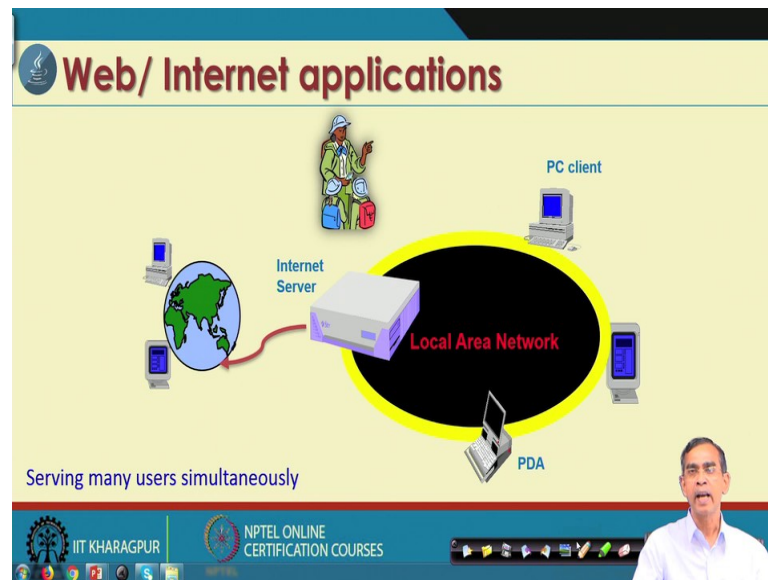 Web/ Internet applications
PC client
Internet
Server
Local Area Network
PDA
Serving many users simultaneously
IIT KHARAGPUR
NPTEL ONLINE
CERTIFICATION COURSES